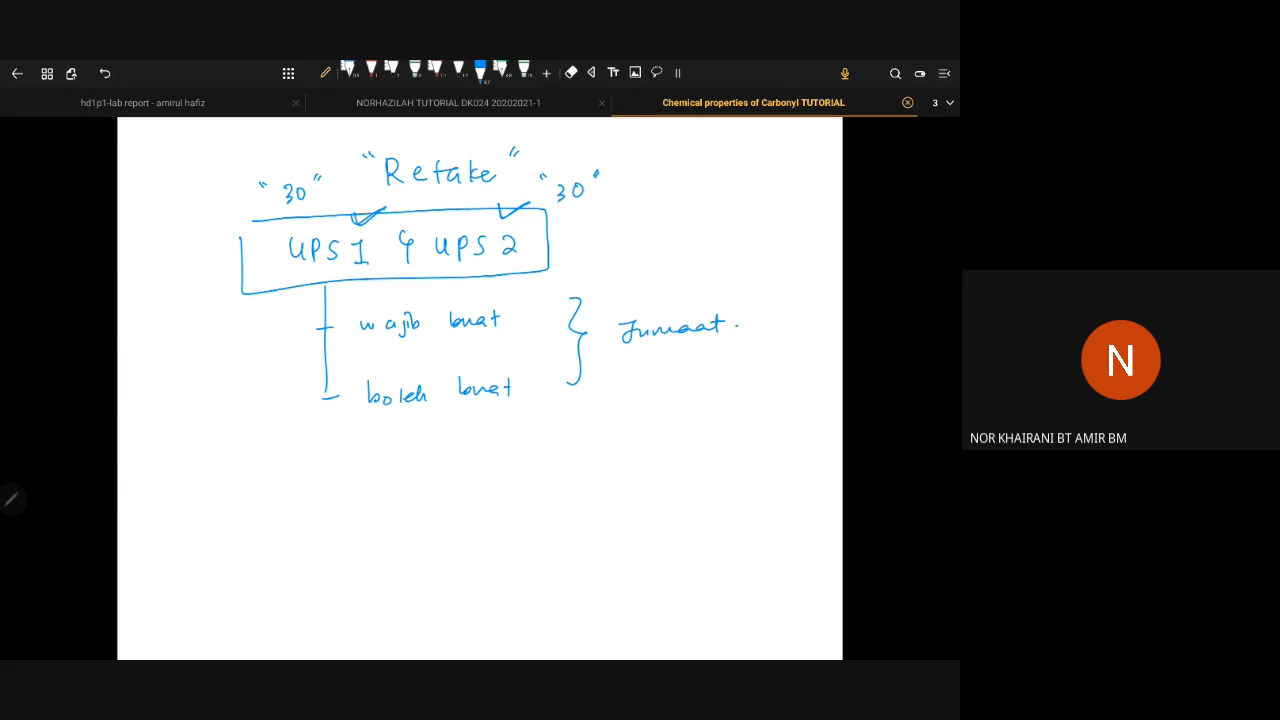 hd1p1-lab report - amirul hafiz
NORHAZILAH TUTORIAL DK024 20202021-1
Chemical properties of Carbonyl TUTORIAL
3
"Retake"
"30" "30"
UPS 1 & UPS 2
wajib buat
Jumaat.
boleh buat
N
NOR KHAIRANI BT AMIR BM